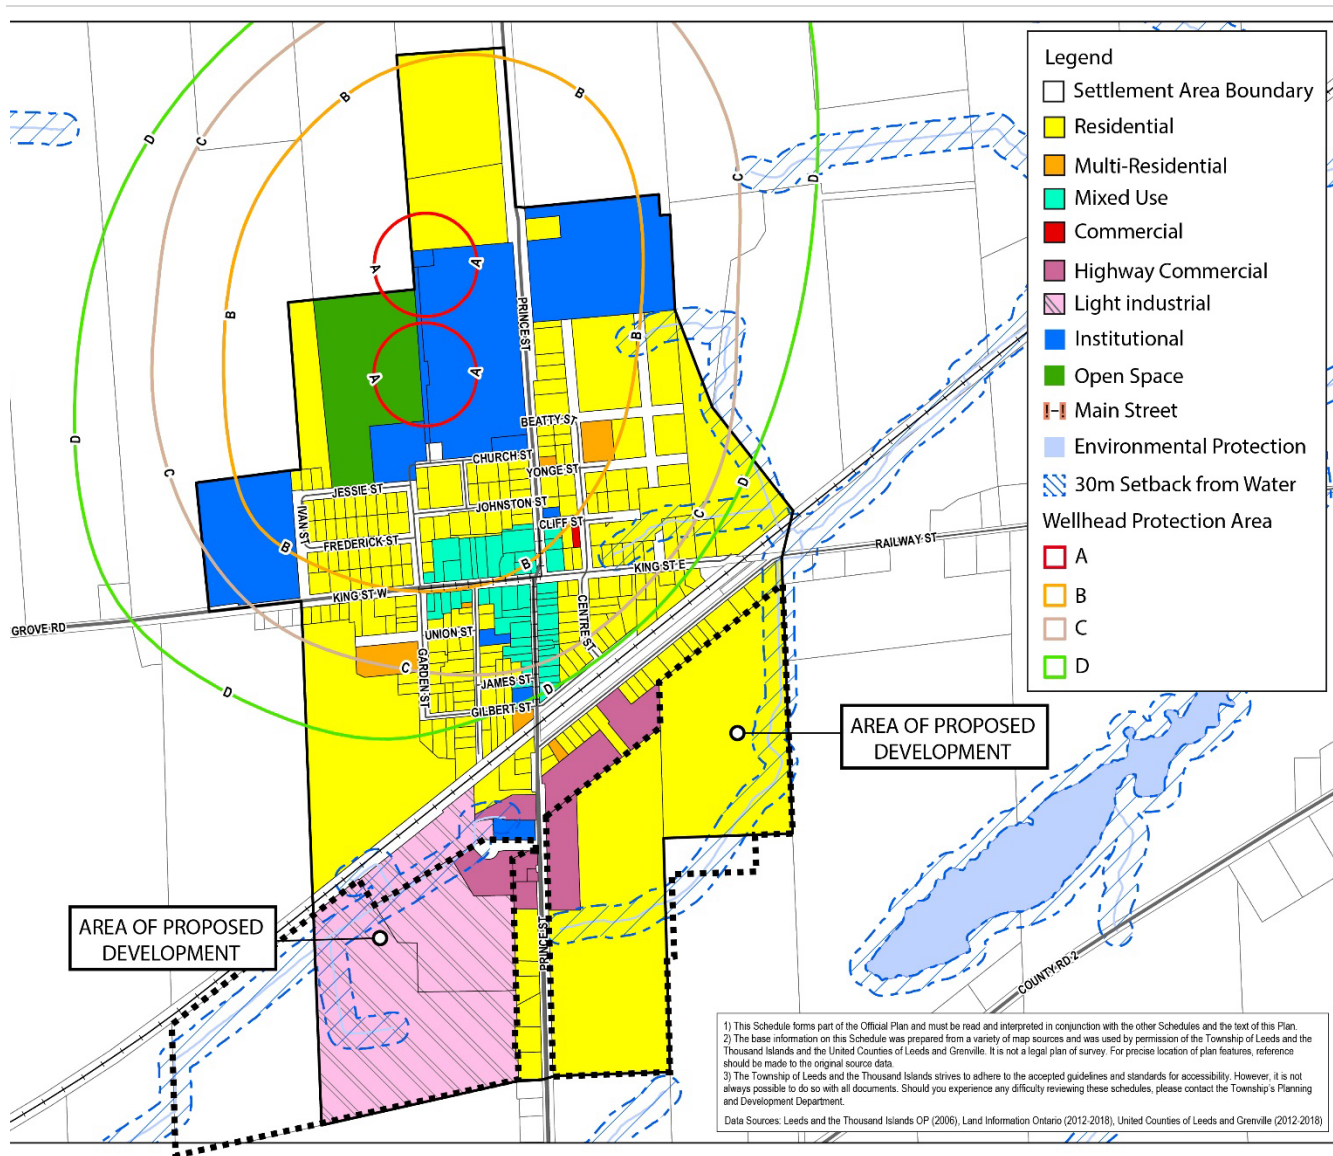 Legend
Settlement Area Boundary
Residential
Multi-Residential
Mixed Use
Commercial
Highway Commercial
Light industrial
Institutional
Open Space
Main Street
Environmental Protection
30m Setback from Water
Wellhead Protection Area
A
B
C
D
B
B
D
C
C
D
A
A
B
PRINCE ST
B
A
A
BEATTY ST
D
CHURCH ST
YONGE ST
C
JESSIE ST
D
JOHNSTON ST
IVAN ST
CLIFF ST
C
FREDERICK ST
RAILWAY ST
B
B
KING ST E
KING ST W
GROVE RD
CENTRE ST
UNION ST
GARDEN ST
C
JAMES ST
D
D
GILBERT ST
AREA OF PROPOSED
DEVELOPMENT
AREA OF PROPOSED
DEVELOPMENT
PRINCE ST
COUNTY RD 2
1) This Schedule forms part of the Official Plan and must be read and interpreted in conjunction with the other Schedules and the text of this Plan.
2) The base information on this Schedule was prepared from a variety of map sources and was used by permission of the Township of Leeds and the
Thousand Islands and the United Counties of Leeds and Grenville. It is not a legal plan of survey. For precise location of plan features, reference
should be made to the original source data.
3) The Township of Leeds and the Thousand Islands strives to adhere to the accepted guidelines and standards for accessibility. However, it is not
always possible to do so with all documents. Should you experience any difficulty reviewing these schedules, please contact the Township's Planning
and Development Department.
Data Sources: Leeds and the Thousand Islands OP (2006), Land Information Ontario (2012-2018), United Counties of Leeds and Grenville (2012-2018)